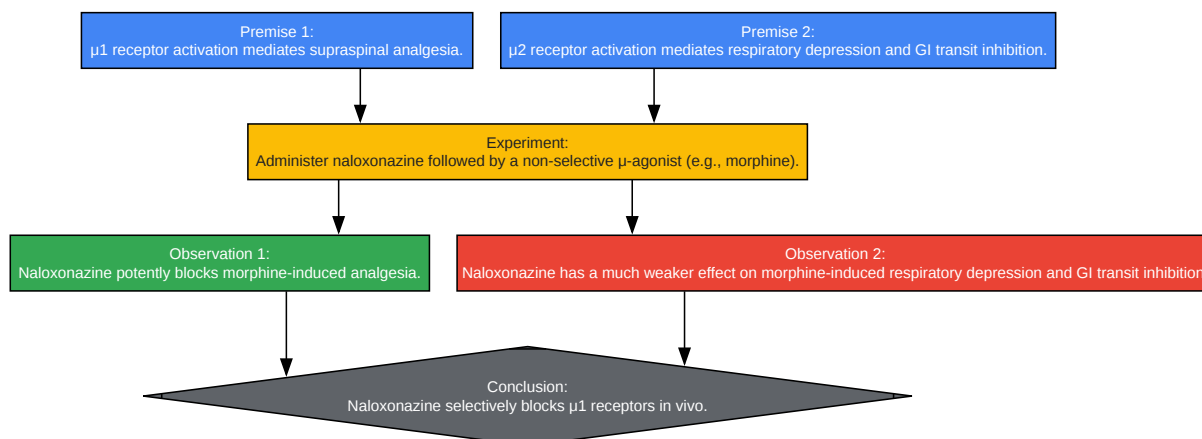 Premise 1:
μ1 receptor activation mediates supraspinal analgesia.
Premise 2:
μ2 receptor activation mediates respiratory depression and GI transit inhibition.
Experiment:
Administer naloxonazine followed by a non-selective μ-agonist (e.g., morphine).
Observation 1:
Naloxonazine potently blocks morphine-induced analgesia.
Observation 2:
Naloxonazine has a much weaker effect on morphine-induced respiratory depression and GI transit inhibition
Conclusion:
Naloxonazine selectively blocks μ1 receptors in vivo.